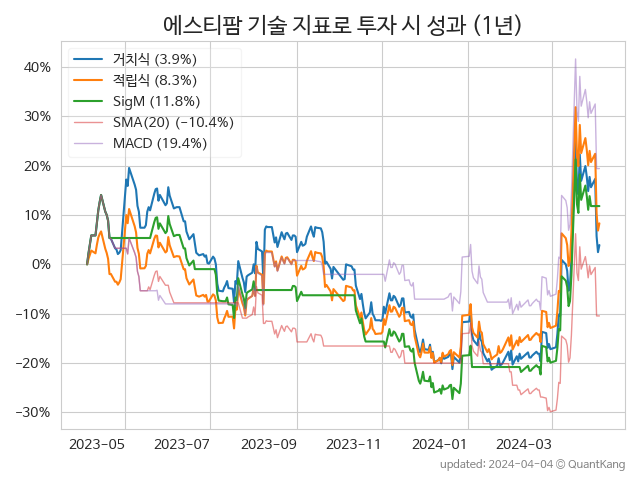 에스티팜 기술 지표로 투자 시 성과 (1년)
거치식 (3.9%)
적립식 (8.3%)
SigM (11.8%)
SMA(20) (−10.4%)
MACD (19.4%)
40%
30%
20%
10%
0%
−10%
−20%
−30%
2023-05 2023-07 2023-09 2023-11 2024-01 2024-03
updated: 2024-04-04 © QuantKang